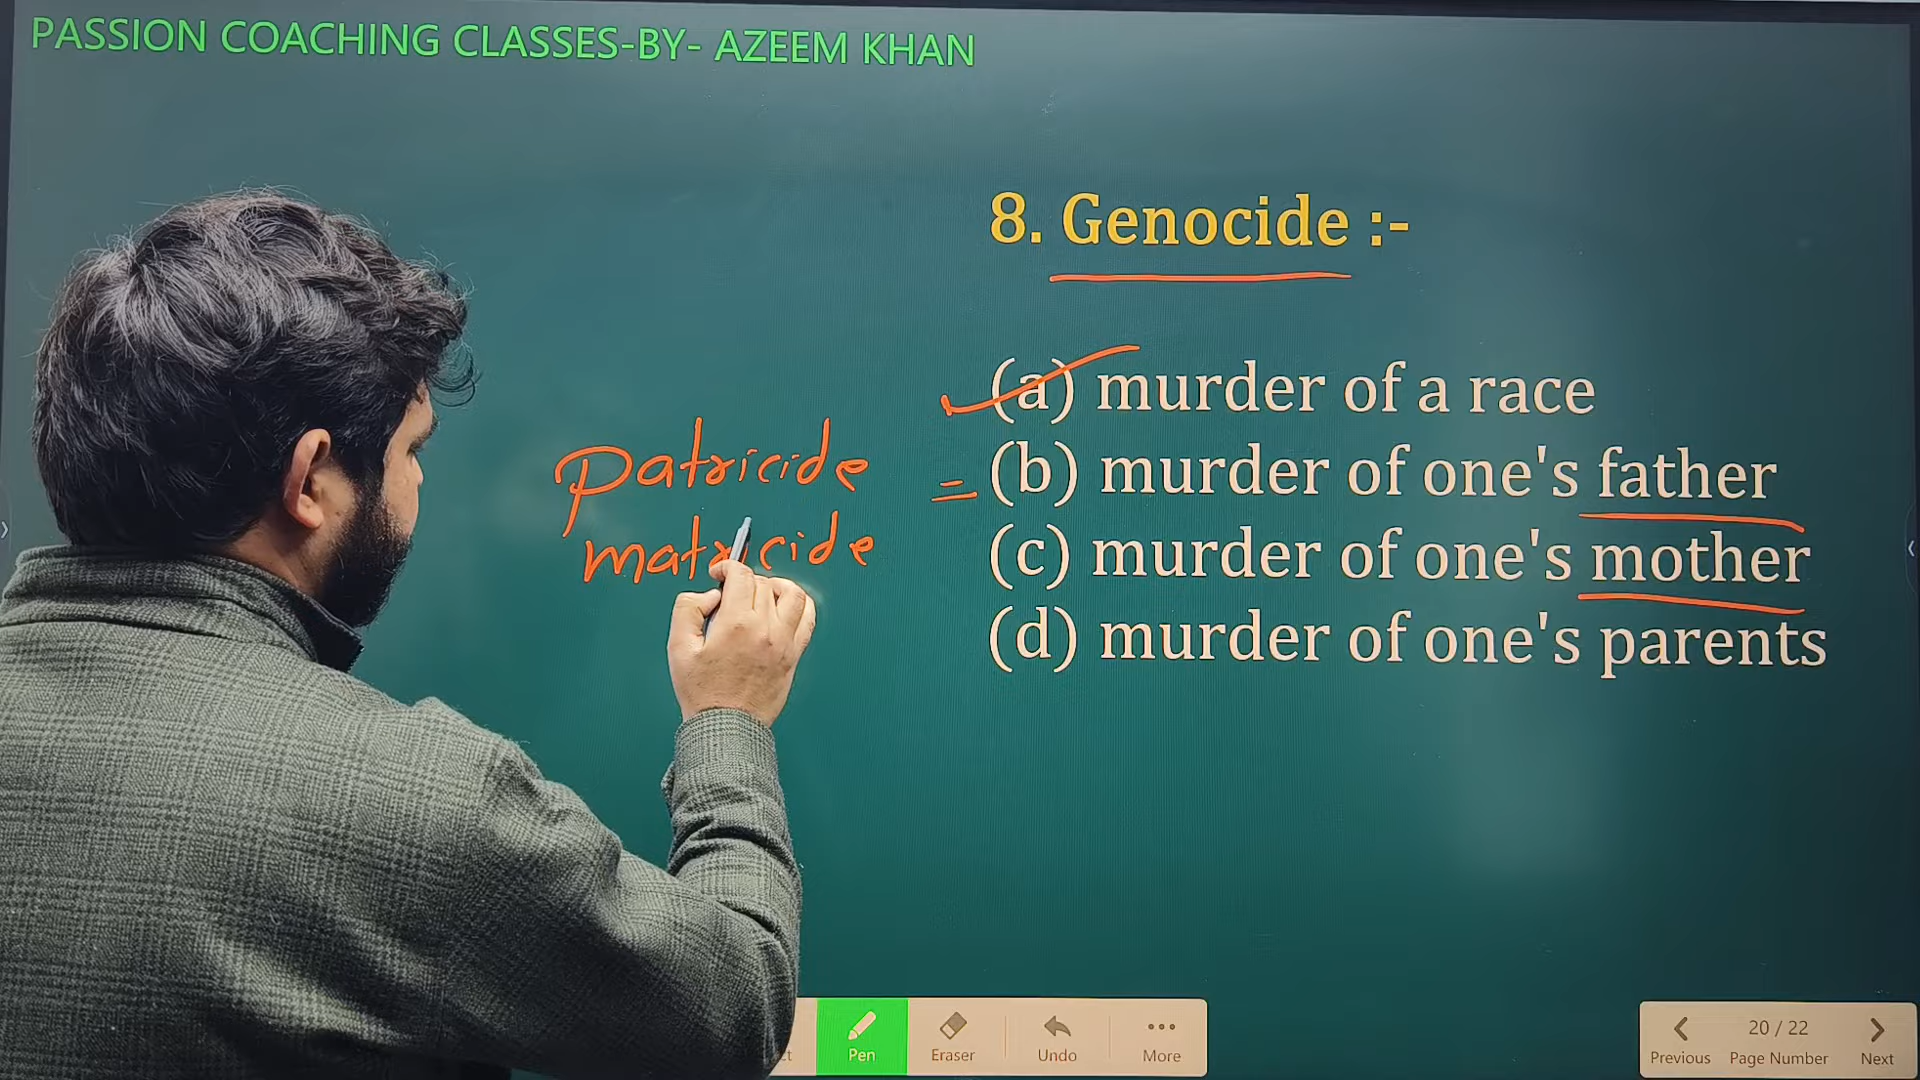 PASSION COACHING CLASSES-BY- AZEEM KHAN
8. Genocide :-
(a) murder of a race
patricide = (b) murder of one's father
matricide (c) murder of one's mother
(d) murder of one's parents
Pen Eraser Undo More
20 / 22
Previous Page Number Next